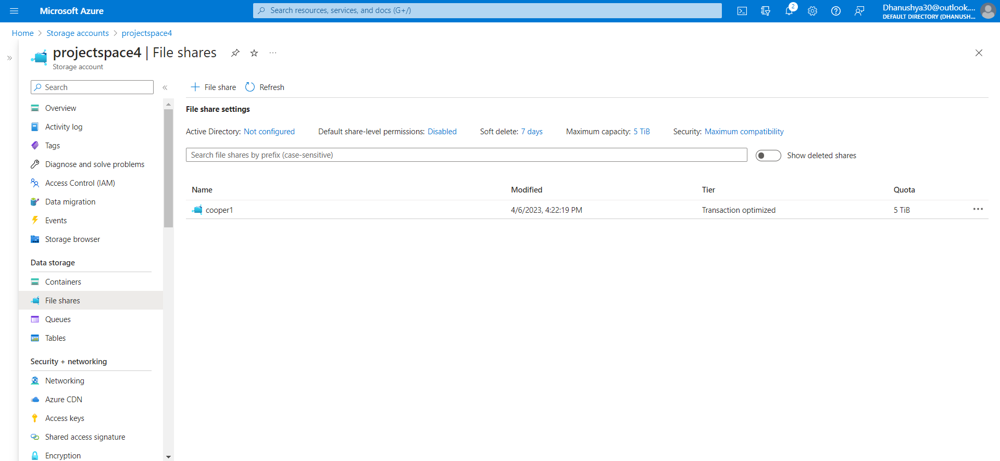 Microsoft Azure
Search resources, services, and docs (G+/)
2
Dhanushya30@outlook....
DEFAULT DIRECTORY (DHANUSH...
Home > Storage accounts > projectspace4
projectspace4 | File shares
Storage account
Search
File share
Refresh
Overview
Activity log
Tags
Diagnose and solve problems
Access Control (IAM)
Data migration
Events
Storage browser
Data storage
Containers
File shares
Queues
Tables
Security + networking
Networking
Azure CDN
Access keys
Shared access signature
Encryption
File share settings
Active Directory: Not configured Default share-level permissions: Disabled Soft delete: 7 days Maximum capacity: 5 TiB Security: Maximum compatibility
Search file shares by prefix (case-sensitive)
Show deleted shares
Name Modified Tier Quota
cooper1 4/6/2023, 4:22:19 PM Transaction optimized 5 TiB